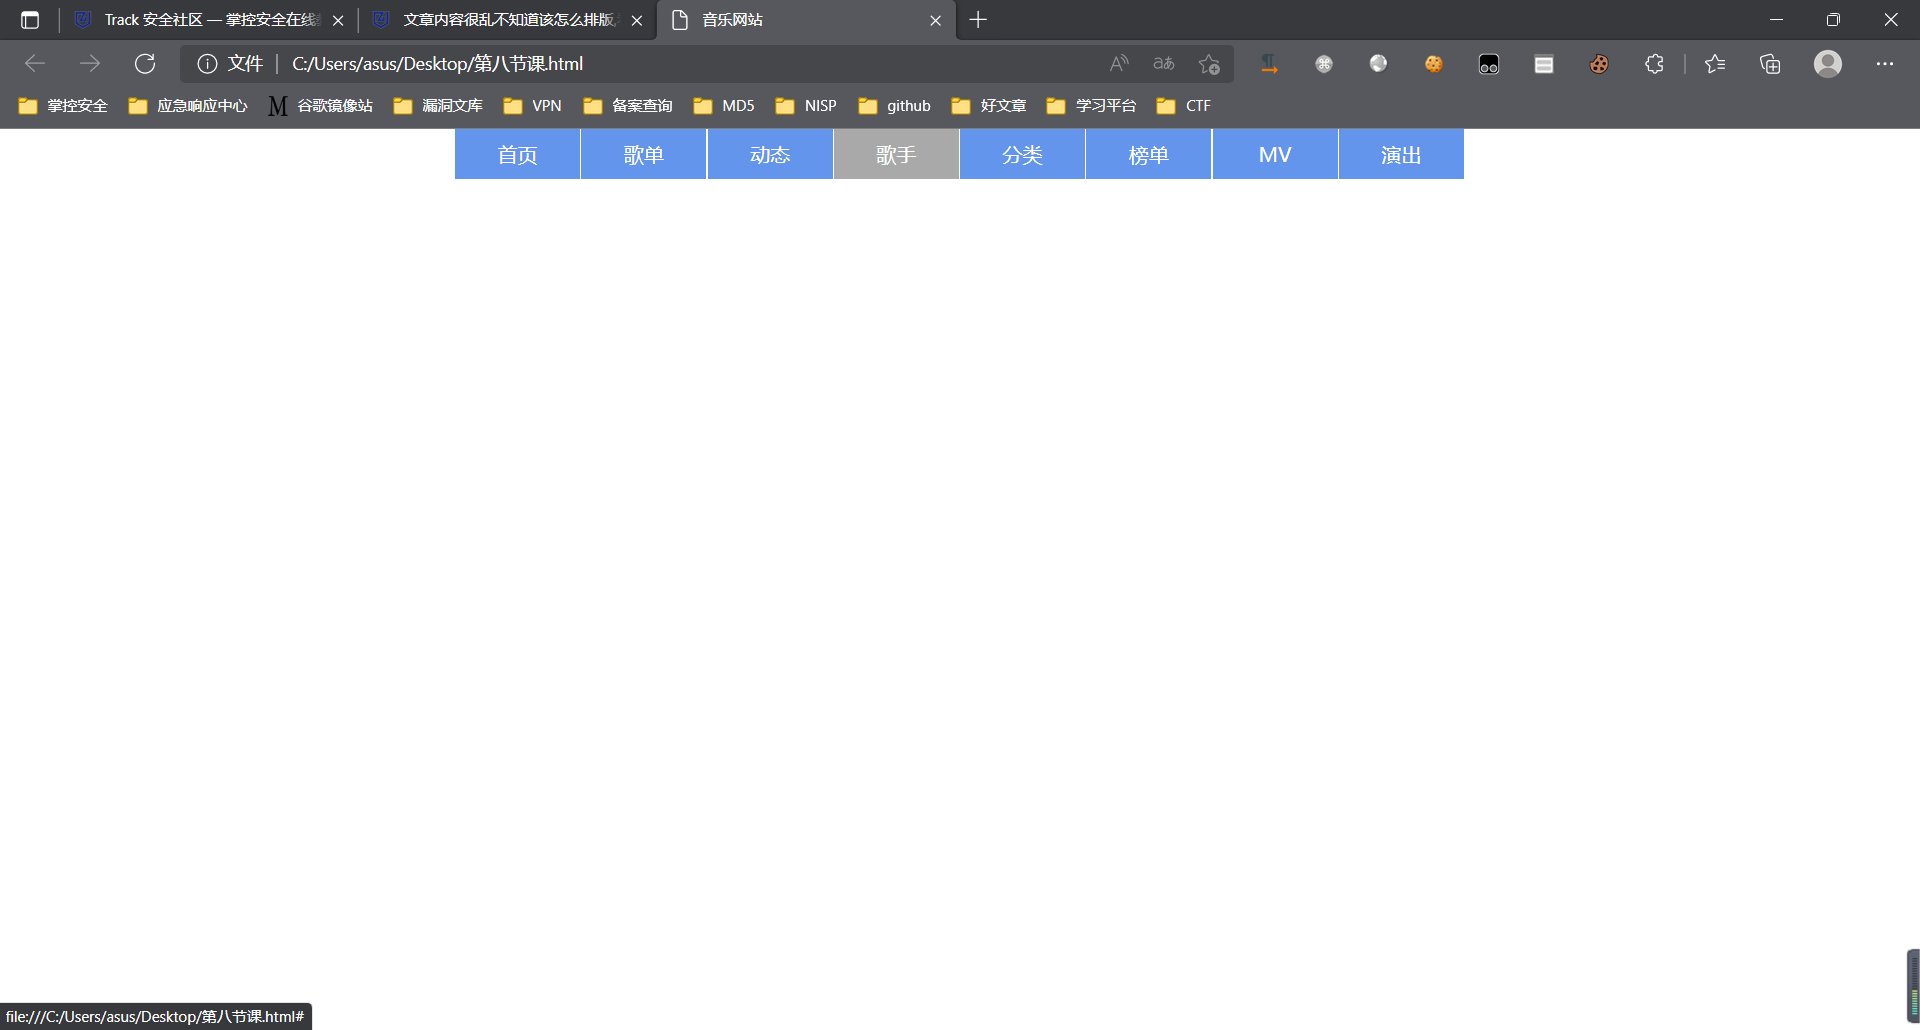 Track 安全社区 — 掌控安全在线
文章内容很乱不知道该怎么排版
音乐网站
文件
C:/Users/asus/Desktop/第八节课.html
掌控安全
应急响应中心
M 谷歌镜像站
漏洞文库
VPN
备案查询
MD5
NISP
github
好文章
学习平台
CTF
首页
歌单
动态
歌手
分类
榜单
MV
演出
file:///C:/Users/asus/Desktop/第八节课.html#